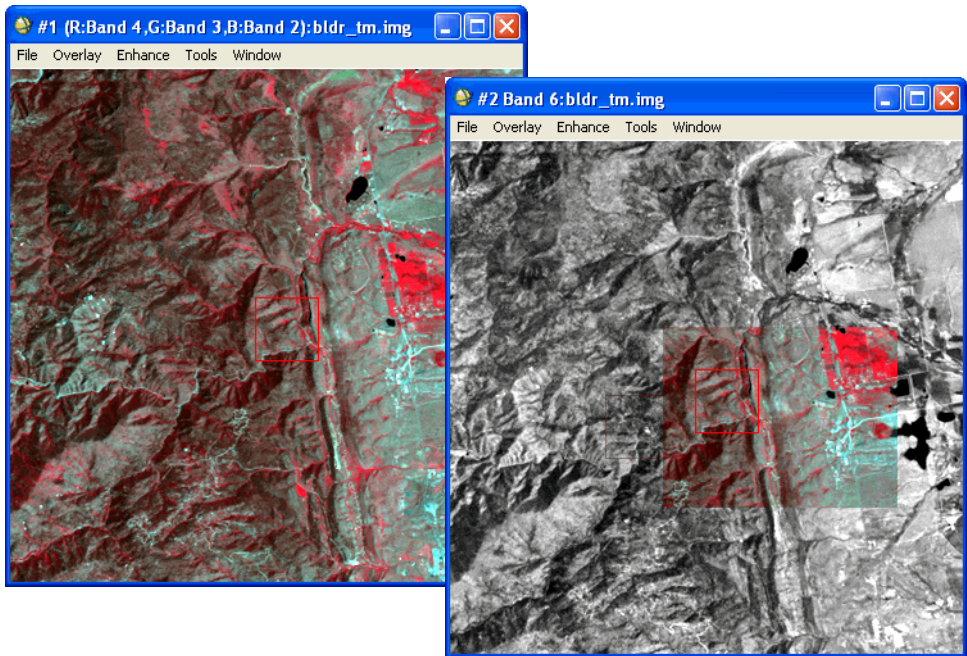 #1 (R:Band 4,G:Band 3,B:Band 2):bldr_tm.img
File Overlay Enhance Tools Window
#2 Band 6:bldr_tm.img
File Overlay Enhance Tools Window